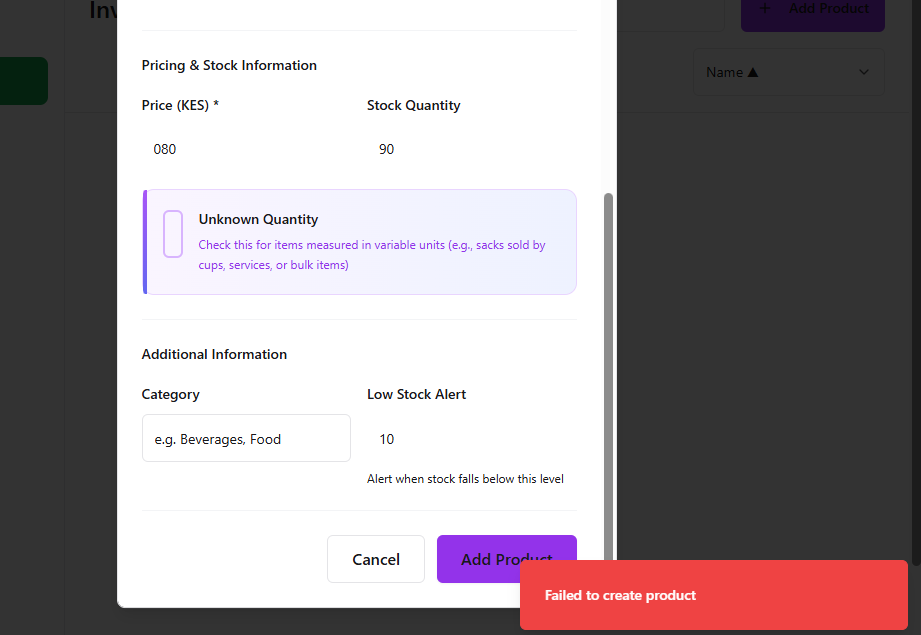 Inv
+ Add Product
Name ▲
Pricing & Stock Information
Price (KES) *
Stock Quantity
080
90
Unknown Quantity
Check this for items measured in variable units (e.g., sacks sold by
cups, services, or bulk items)
Additional Information
Category
Low Stock Alert
e.g. Beverages, Food
10
Alert when stock falls below this level
Cancel
Add Product
Failed to create product